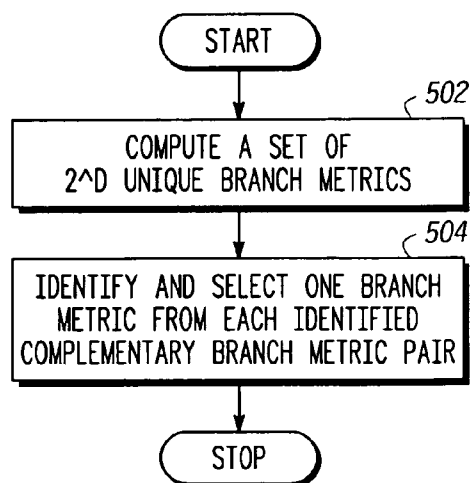 START
502
COMPUTE A SET OF
2^D UNIQUE BRANCH METRICS
504
IDENTIFY AND SELECT ONE BRANCH
METRIC FROM EACH IDENTIFIED
COMPLEMENTARY BRANCH METRIC PAIR
STOP